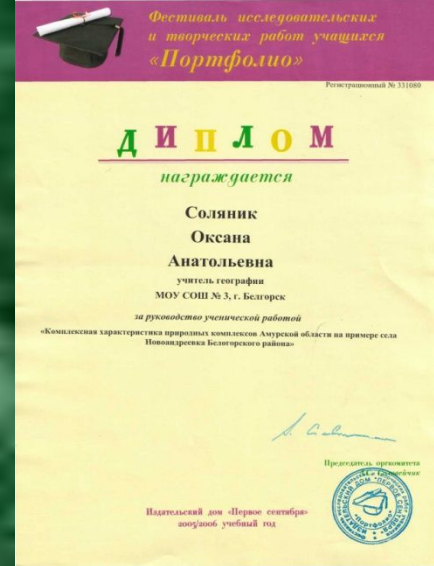 Фестиваль исследовательских
и творческих работ учащихся
«Портфолио»
Регистрационный № 331080
ДИПЛОМ
награждается
Соляник
Оксана
Анатольевна
учитель географии
МОУ СОШ № 3, г. Белгорск
за руководство ученической работой
«Комплексная характеристика природных комплексов Амурской области на примере села
Новоандреевка Белогорского района»
Председатель оргкомитета
Издательский дом «Первое сентября»
2005/2006 учебный год